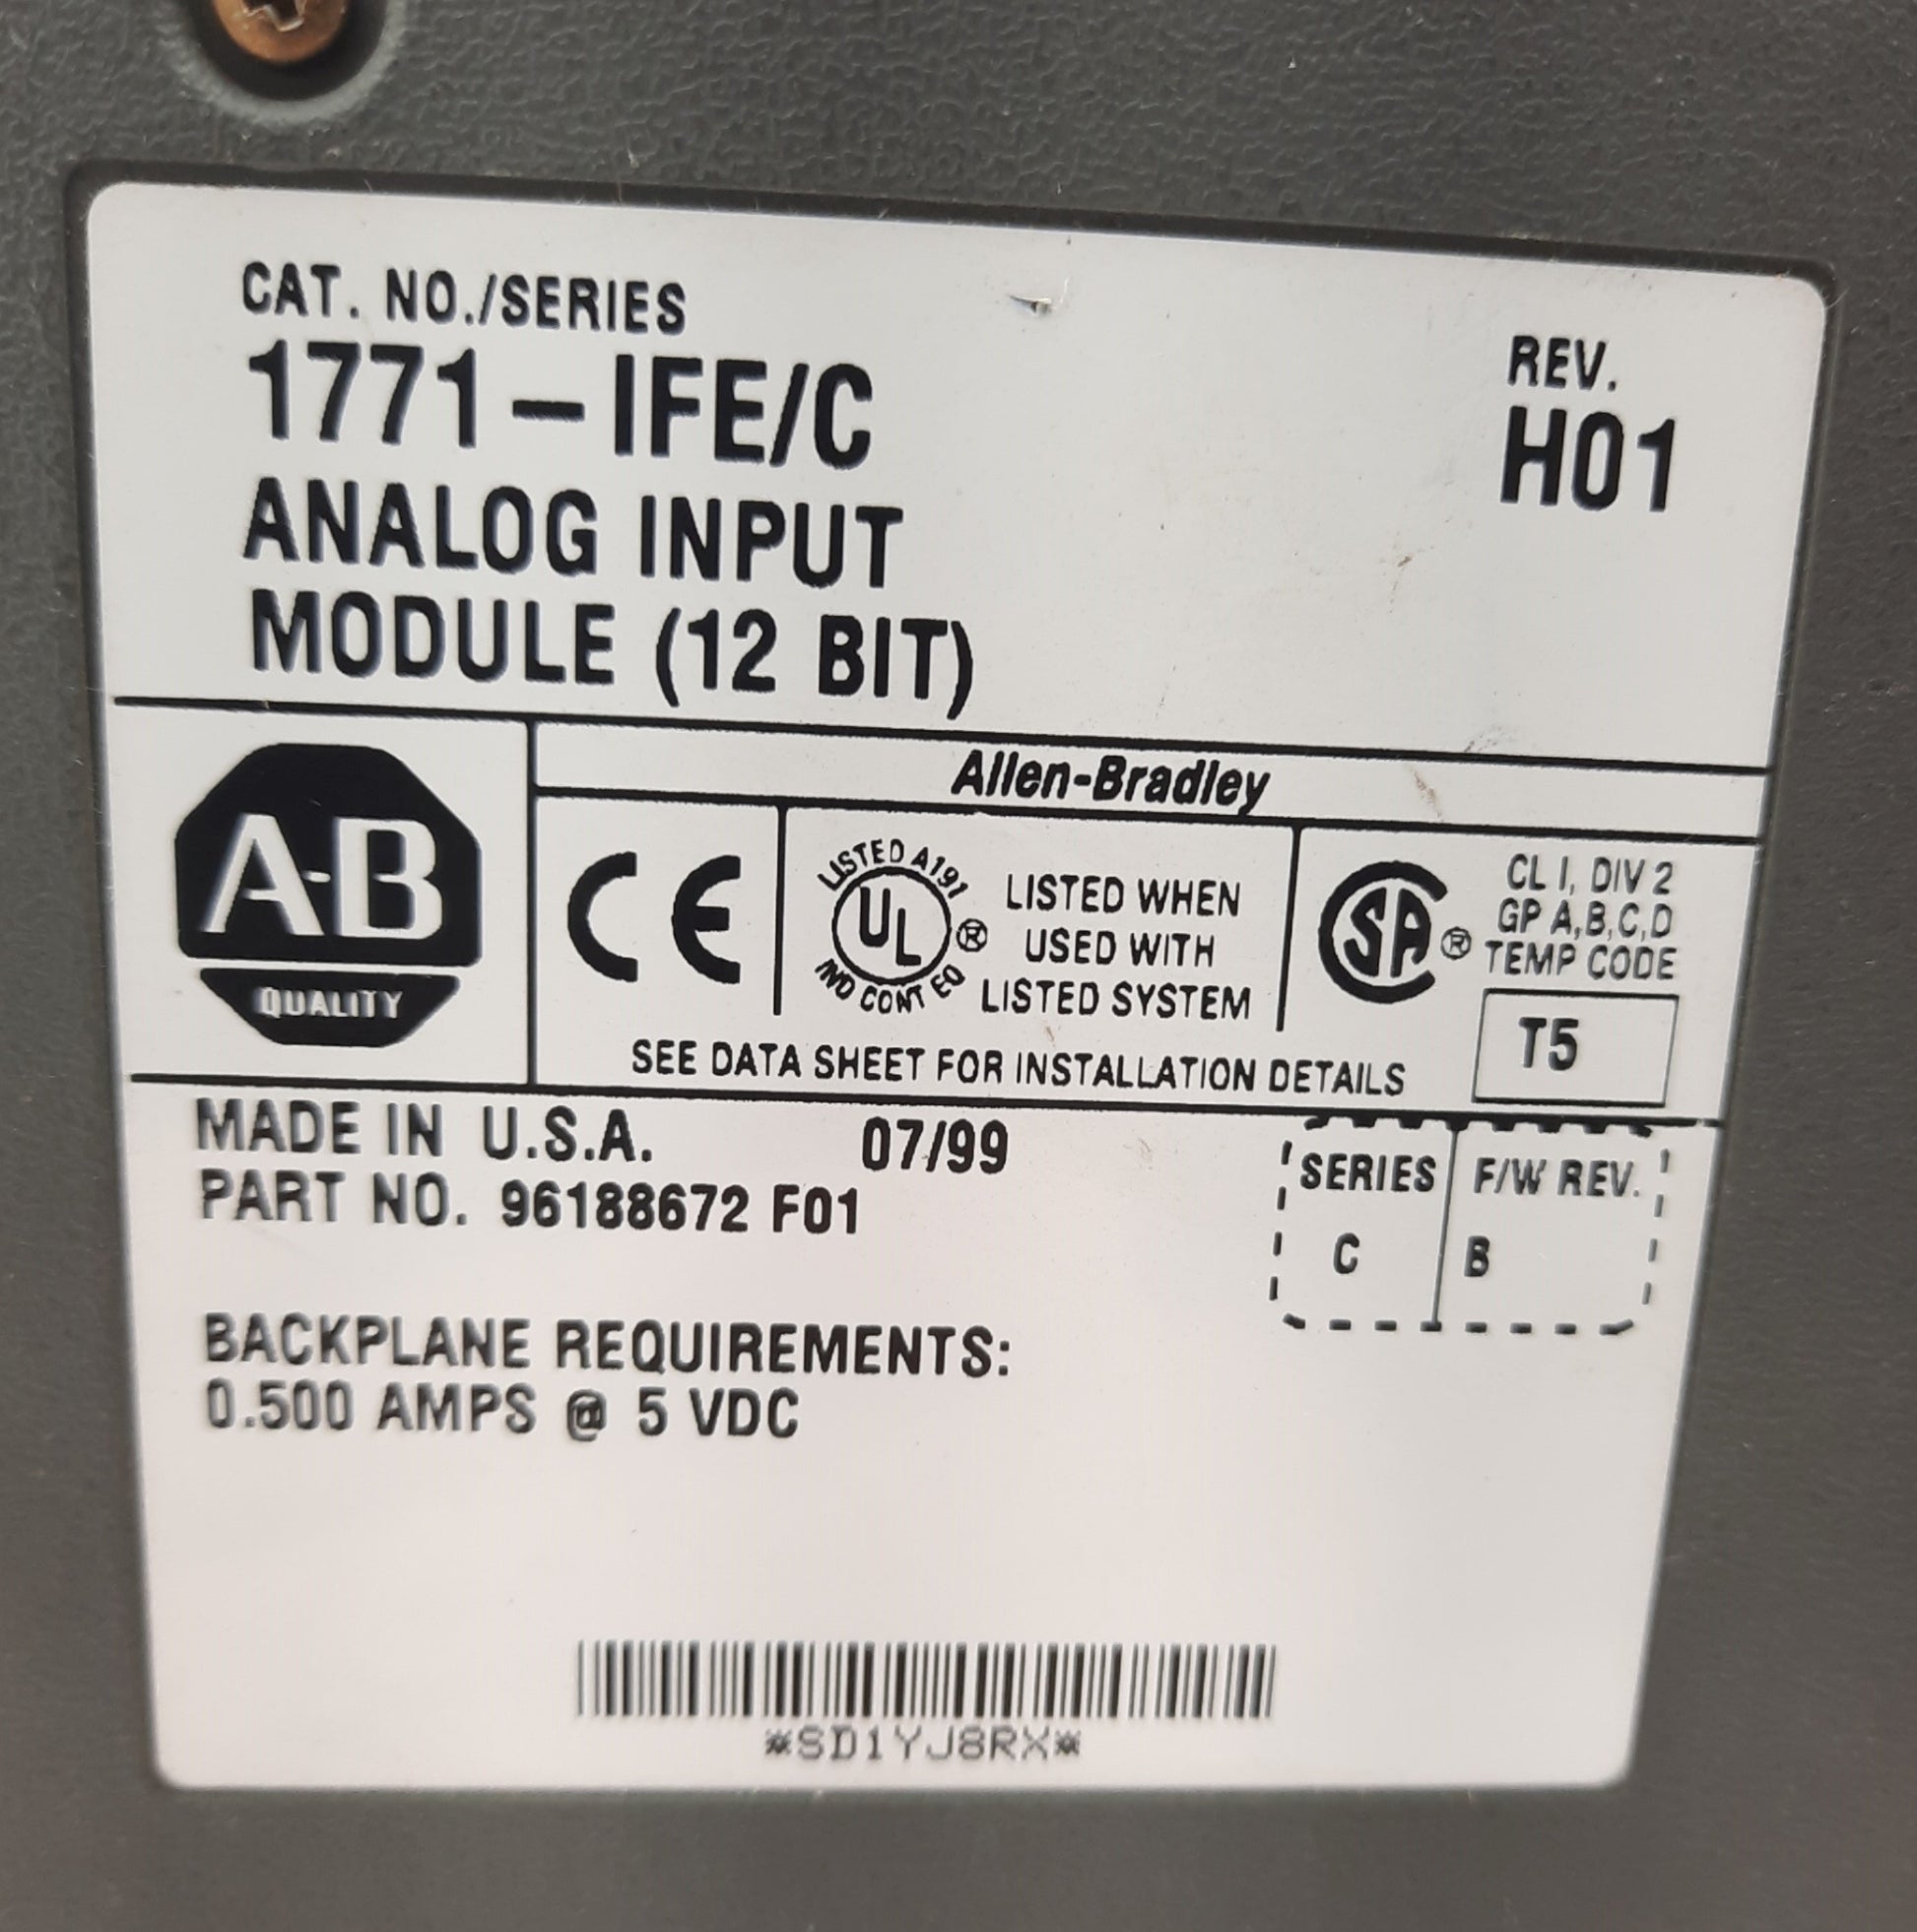 CAT. NO./SERIES
1771-IFE/C
REV.
H01
ANALOG INPUT
MODULE (12 BIT)
Allen-Bradley
A-B
QUALITY
CE
LISTED A191
UL
®
IND CONT EQ
LISTED WHEN
USED WITH
LISTED SYSTEM
SA
®
CL I, DIV 2
GP A,B,C,D
TEMP CODE
T5
SEE DATA SHEET FOR INSTALLATION DETAILS
MADE IN U.S.A. 07/99
PART NO. 96188672 F01
SERIES F/W REV.
C B
BACKPLANE REQUIREMENTS:
0.500 AMPS @ 5 VDC
*SD1YJ8RX*